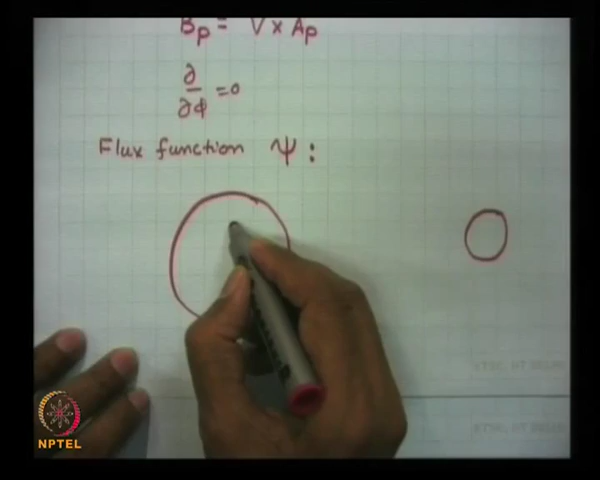 Bp = ∇ x Ap
∂/∂Φ = 0
Flux function ψ :
NPTEL